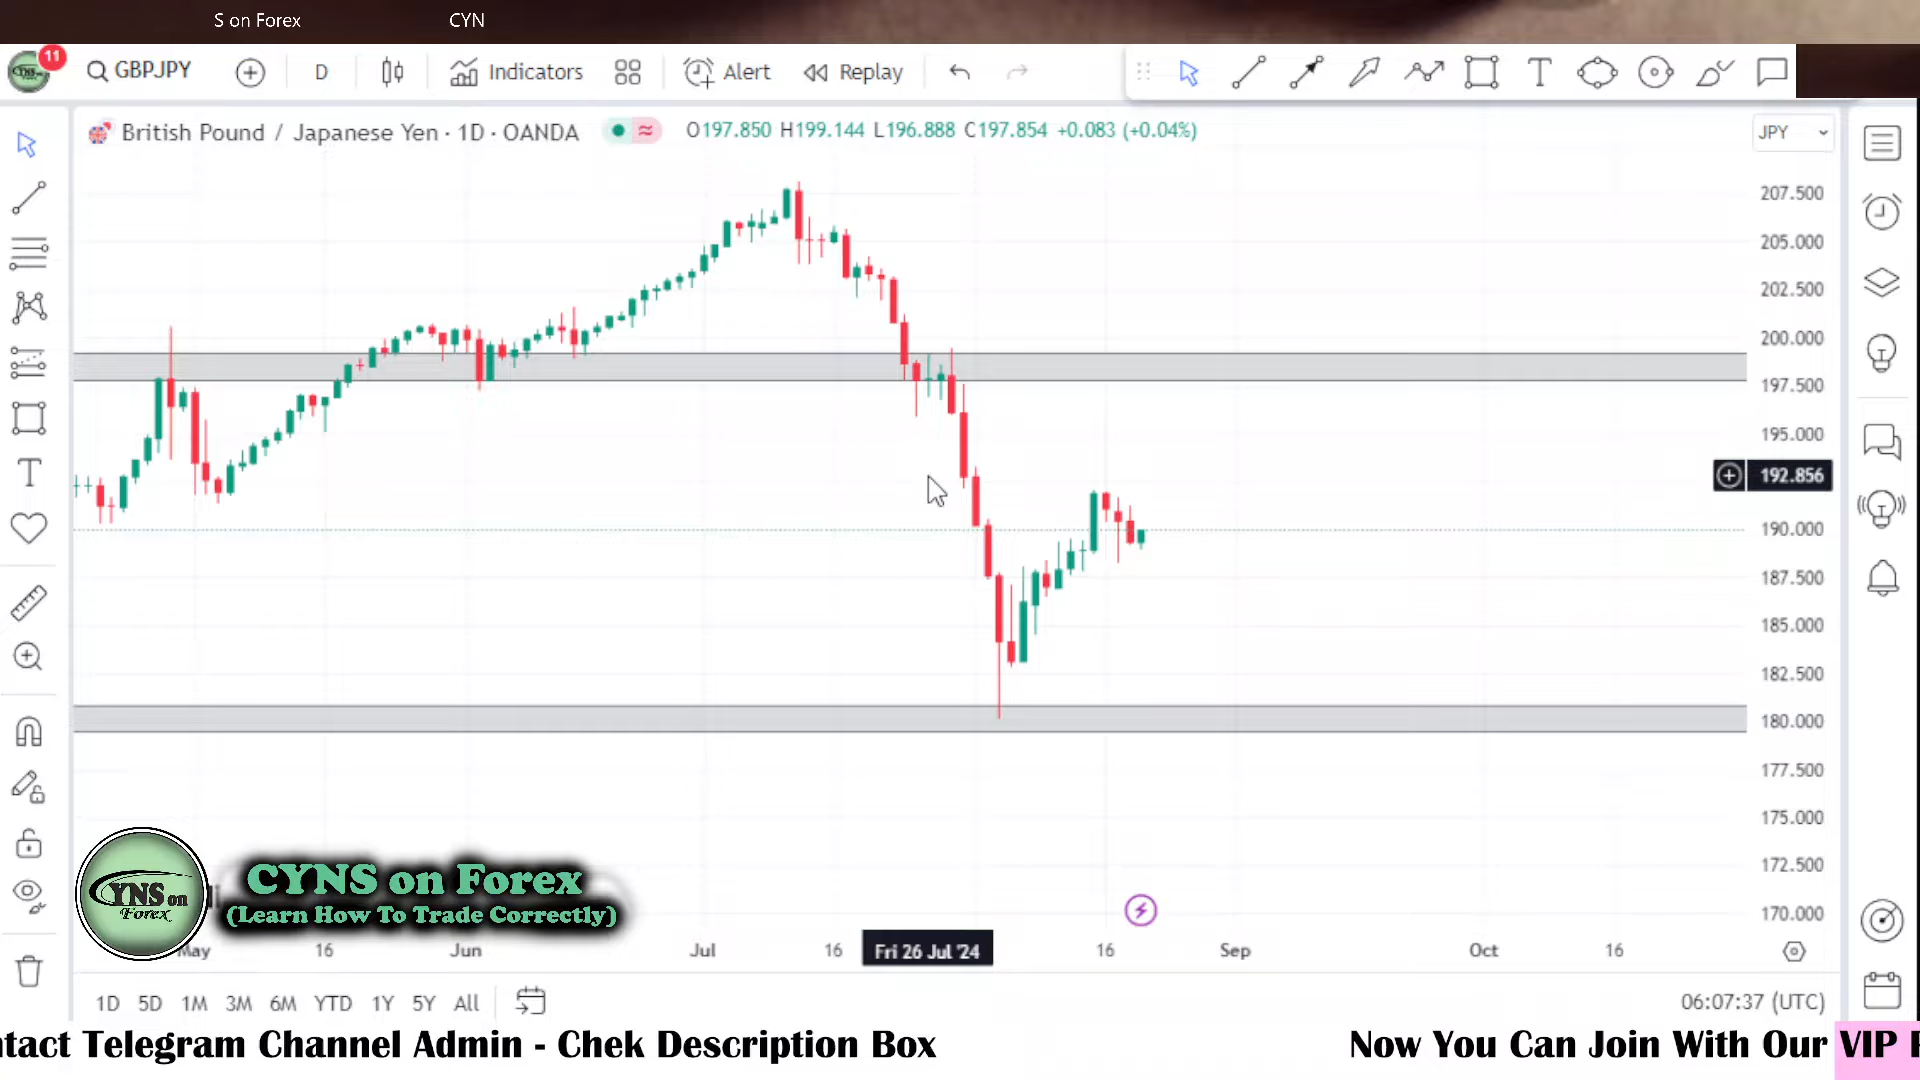 S on Forex CYN
11
GBPJPY D Indicators Alert Replay T
British Pound / Japanese Yen · 1D · OANDA O197.850 H199.144 L196.888 C197.854 +0.083 (+0.04%) JPY
207.500
205.000
202.500
200.000
197.500
195.000
192.856
190.000
187.500
185.000
182.500
180.000
177.500
175.000
172.500
170.000
CYNS on Forex
(Learn How To Trade Correctly)
YNS on
Forex
May 16 Jun Jul 16 Fri 26 Jul '24 16 Sep Oct 16
1D 5D 1M 3M 6M YTD 1Y 5Y All 06:07:37 (UTC)
ntact Telegram Channel Admin - Chek Description Box Now You Can Join With Our VIP